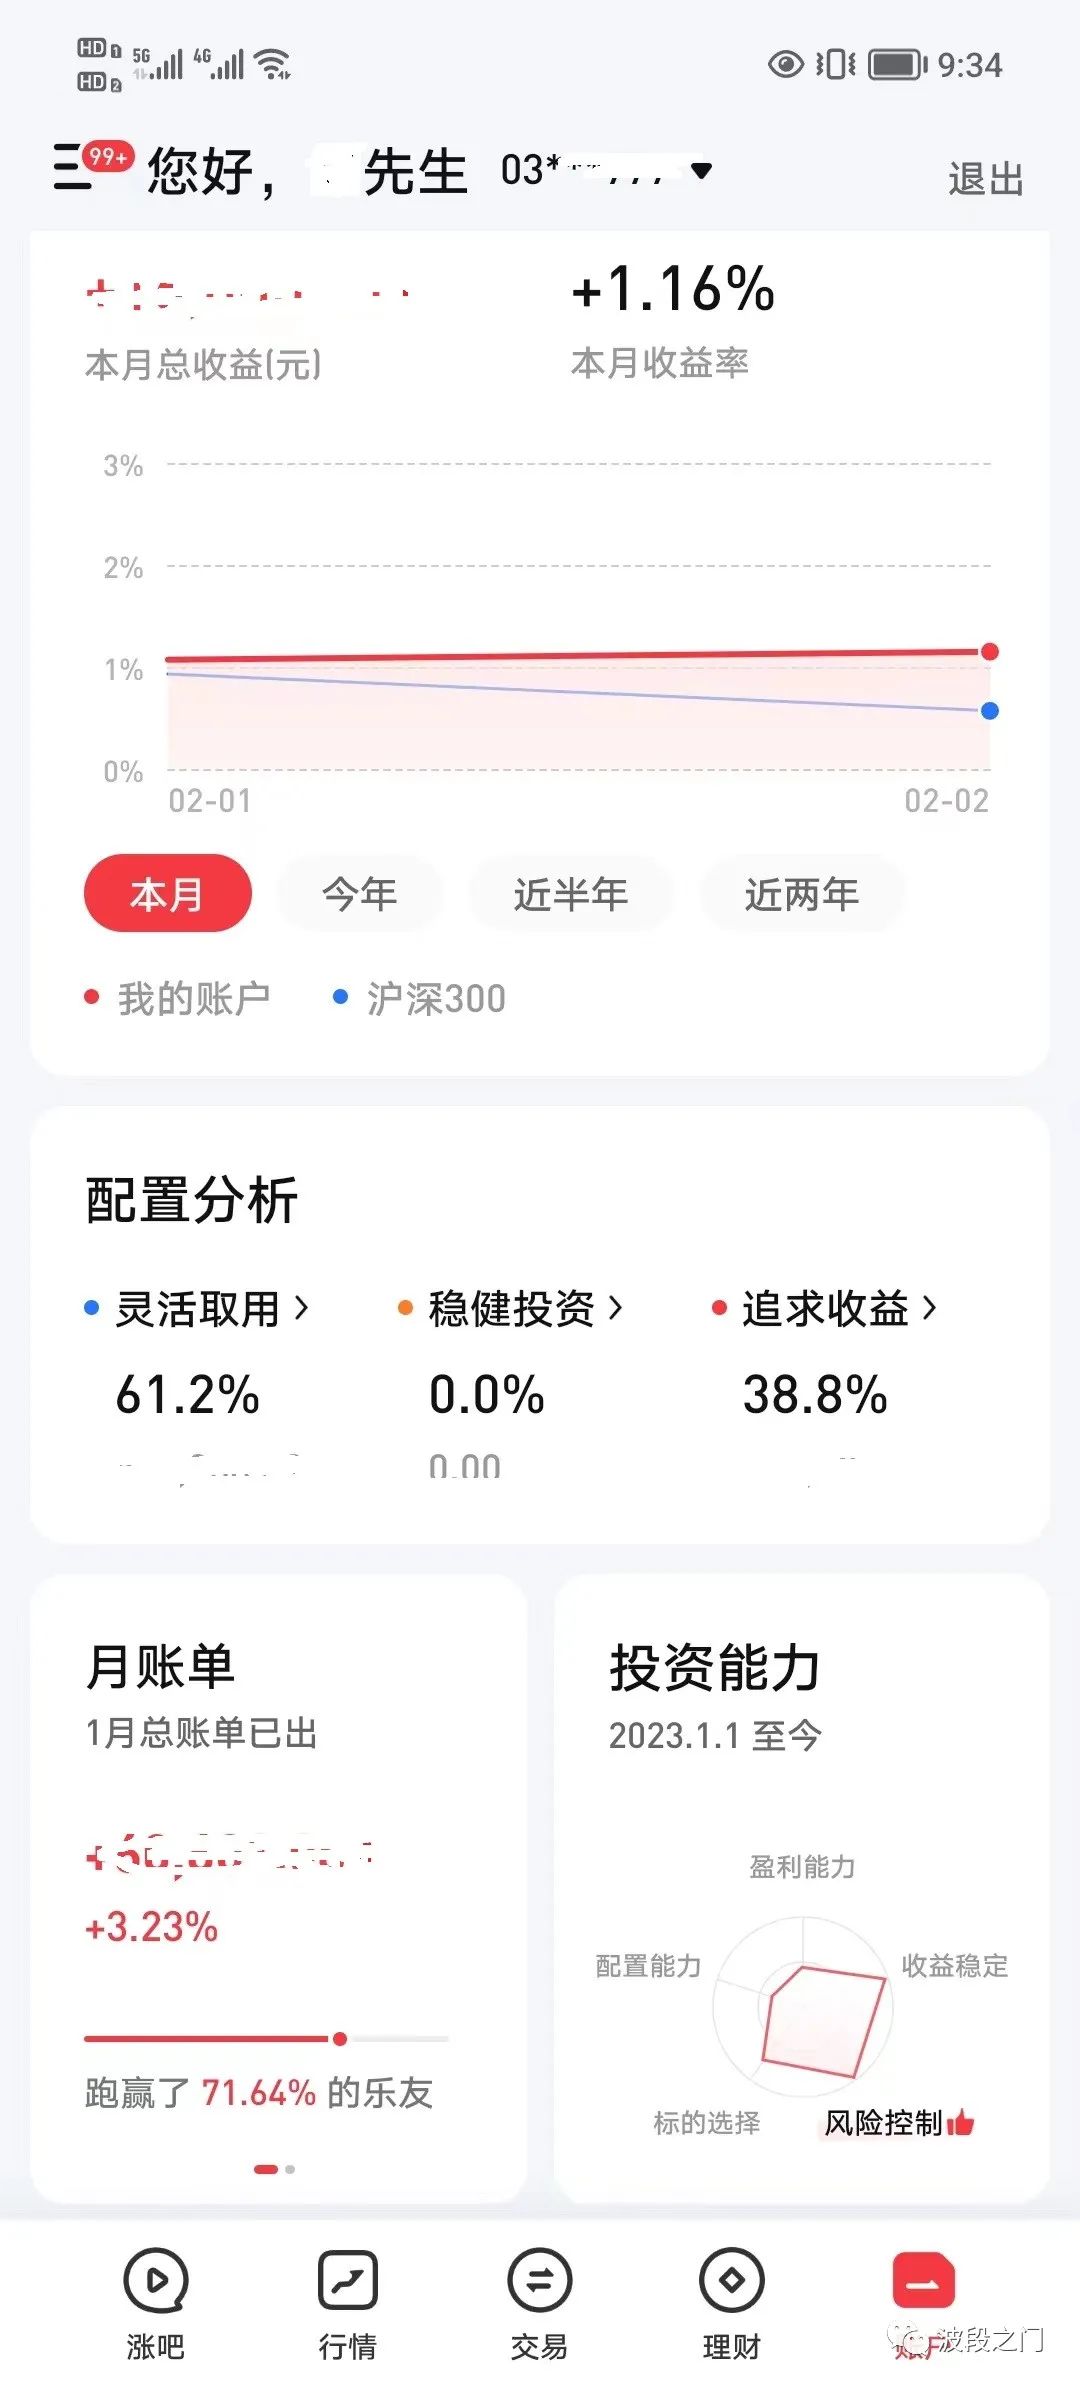 HD 1 5G 4G 9:34
HD 2
99+ 您好， 先生 03* 退出
+1.16%
本月总收益(元) 本月收益率
3%
2%
1%
0%
02-01 02-02
本月 今年 近半年 近两年
我的账户 沪深300
配置分析
灵活取用 稳健投资 追求收益
61.2% 0.0% 38.8%
0.00
月账单 投资能力
1月总账单已出 2023.1.1 至今
+3.23%
跑赢了 71.64% 的乐友
盈利能力
配置能力 收益稳定
标的选择 风险控制
涨吧 行情 交易 理财 账户
波段之门